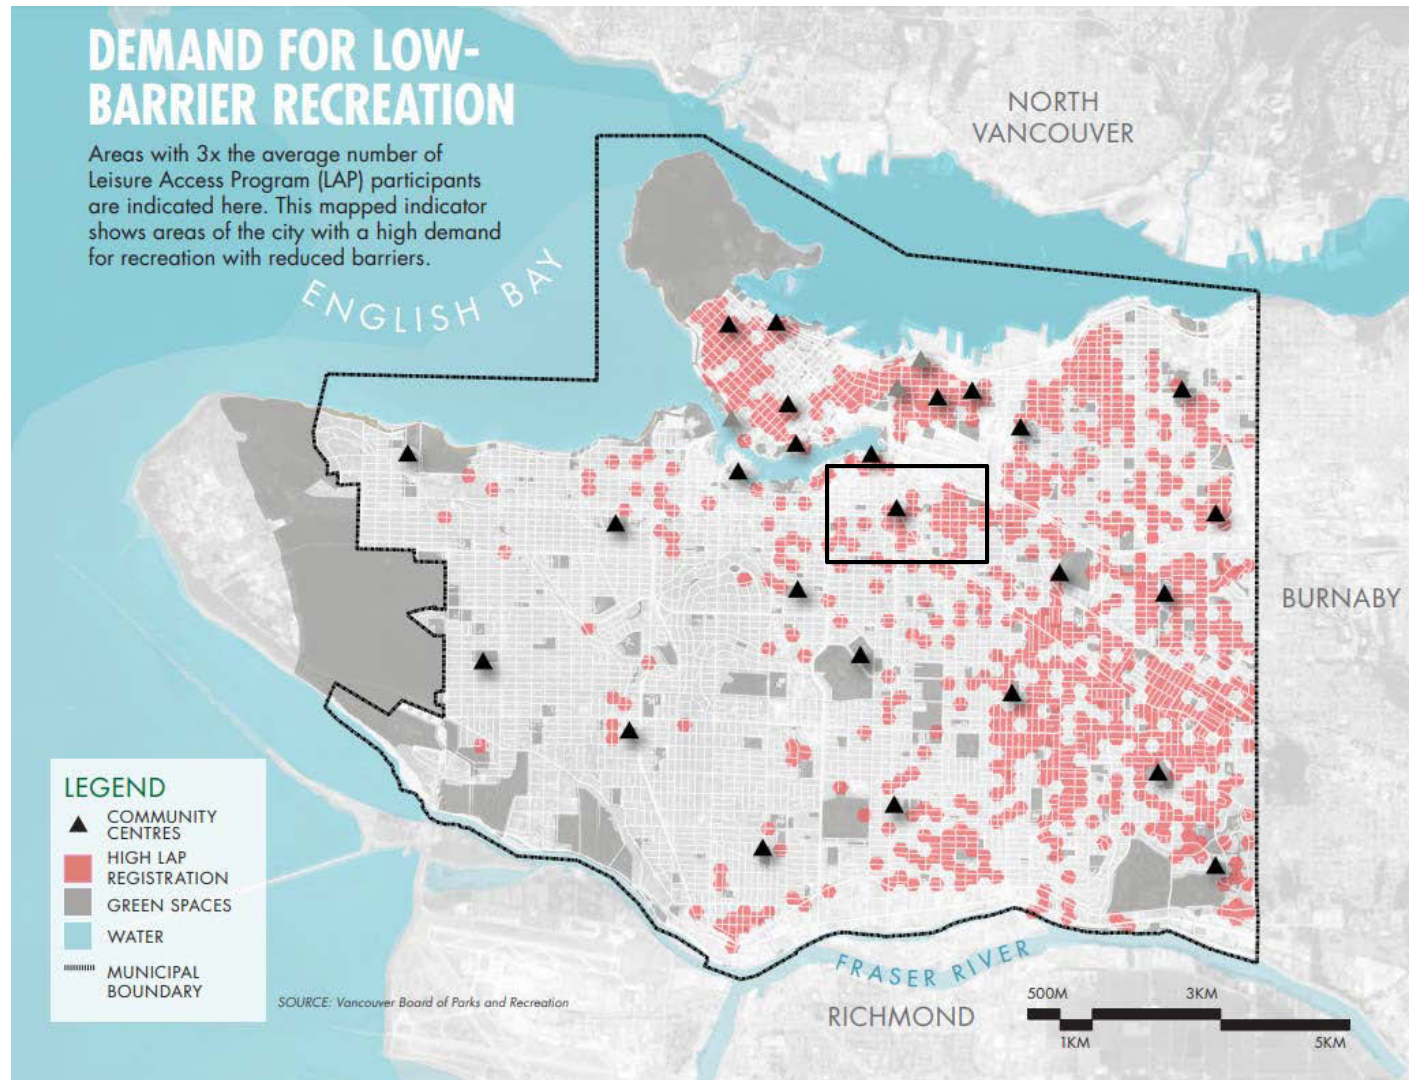 DEMAND FOR LOW-
BARRIER RECREATION
Areas with 3x the average number of
Leisure Access Program (LAP) participants
are indicated here. This mapped indicator
shows areas of the city with a high demand
for recreation with reduced barriers.
NORTH
VANCOUVER
ENGLISH BAY
BURNABY
LEGEND
COMMUNITY
CENTRES
HIGH LAP
REGISTRATION
GREEN SPACES
WATER
MUNICIPAL
BOUNDARY
SOURCE: Vancouver Board of Parks and Recreation
FRASER RIVER
RICHMOND
500M 3KM
1KM 5KM